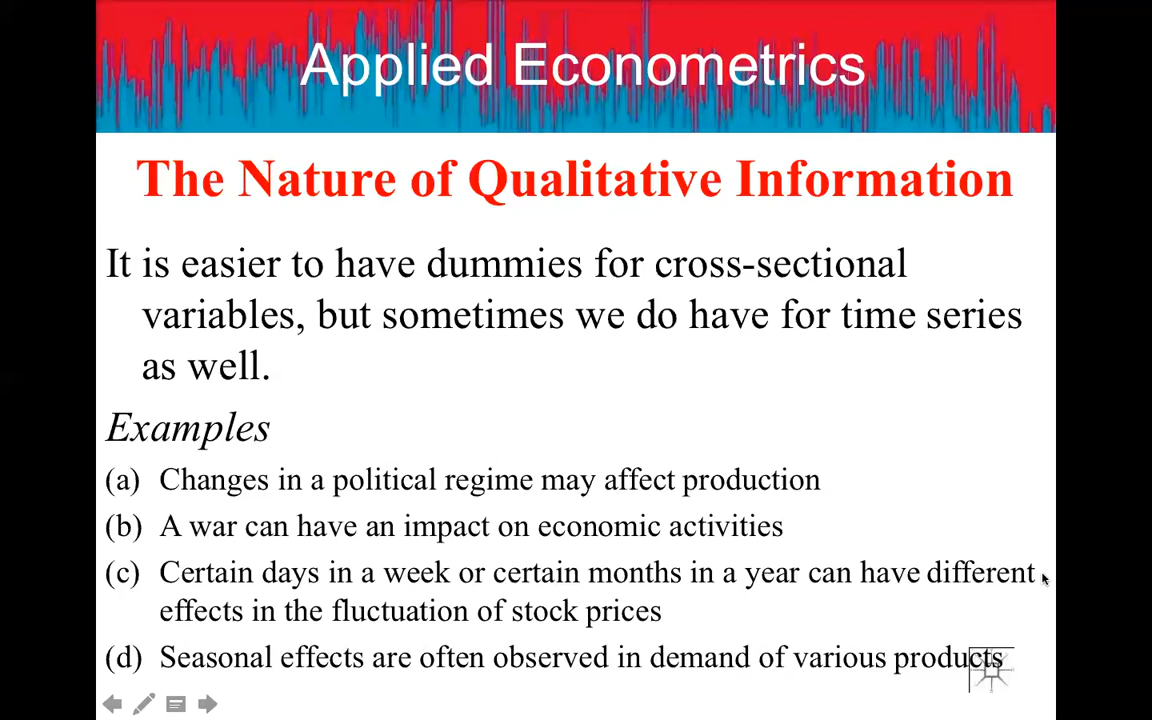 Applied Econometrics
The Nature of Qualitative Information
It is easier to have dummies for cross-sectional
variables, but sometimes we do have for time series
as well.
Examples
(a) Changes in a political regime may affect production
(b) A war can have an impact on economic activities
(c) Certain days in a week or certain months in a year can have different
effects in the fluctuation of stock prices
(d) Seasonal effects are often observed in demand of various products